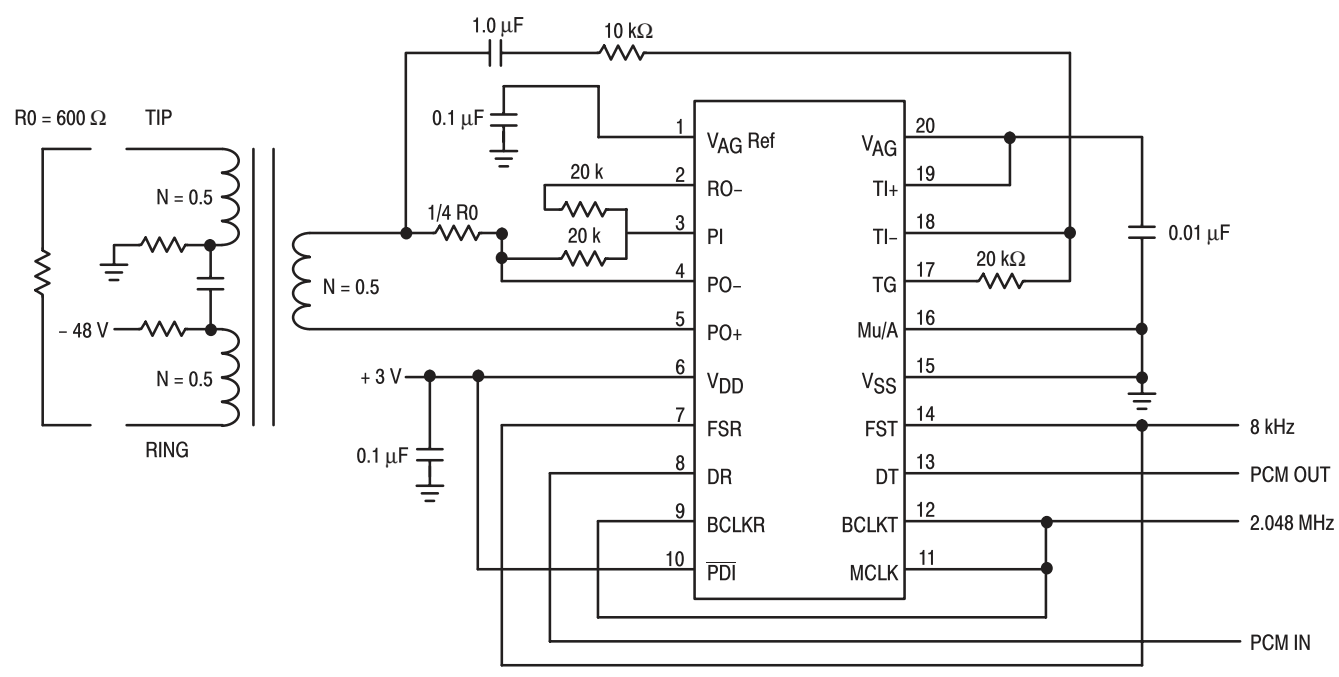 1.0 μF
10 kΩ
R0 = 600 Ω
TIP
0.1 μF
1
VAG Ref
VAG
20
20 k
2
RO–
TI+
19
N = 0.5
1/4 R0
20 k
3
PI
TI–
18
0.01 μF
N = 0.5
4
PO–
TG
17
20 kΩ
– 48 V
5
PO+
Mu/A
16
N = 0.5
+ 3 V
6
VDD
VSS
15
RING
7
FSR
FST
14
8 kHz
0.1 μF
8
DR
DT
13
PCM OUT
9
BCLKR
BCLKT
12
2.048 MHz
10
PDI
MCLK
11
PCM IN